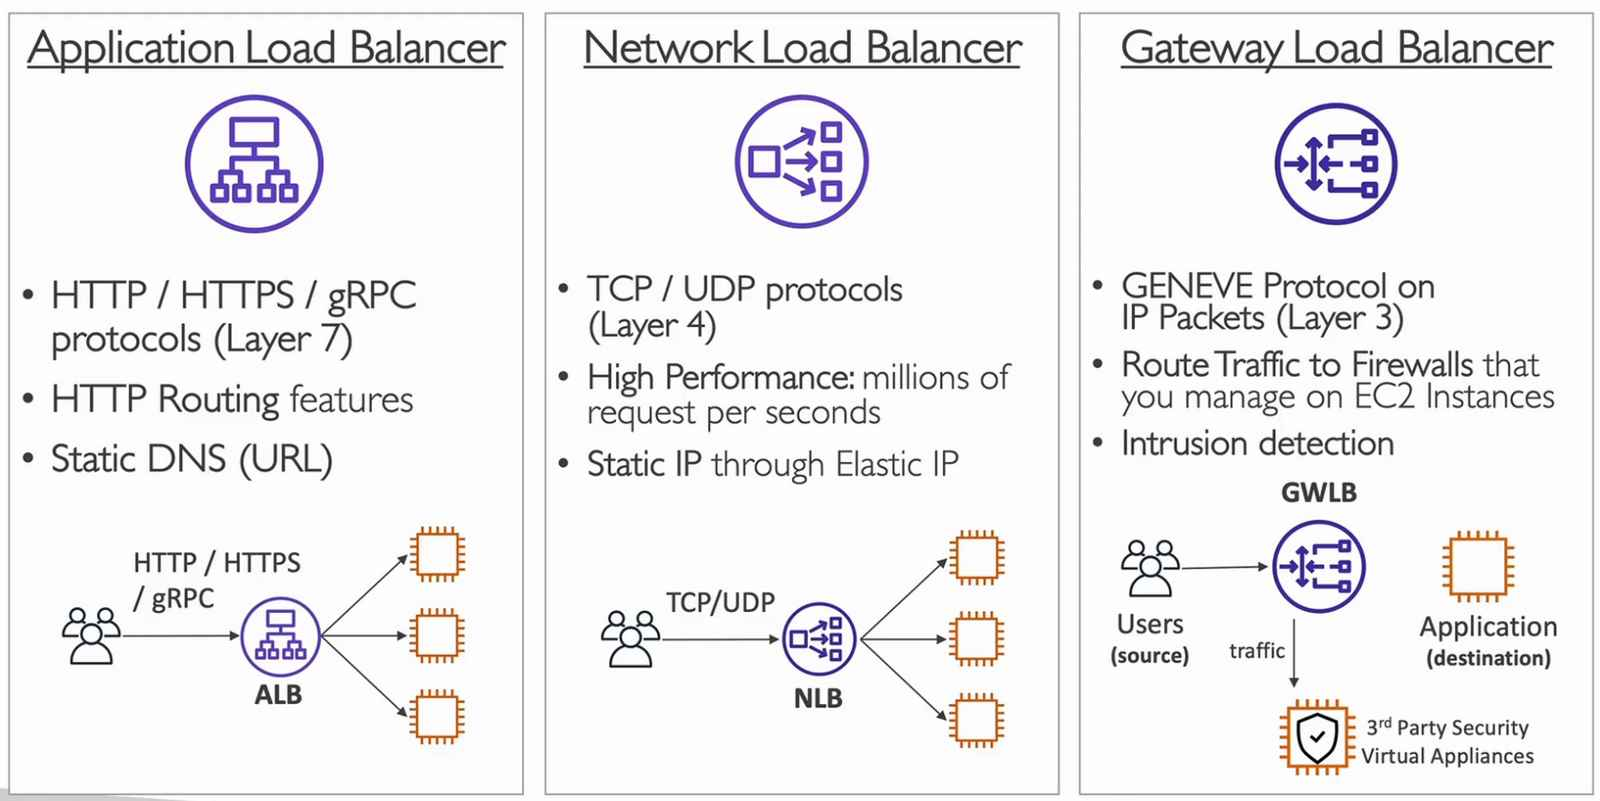 Application Load Balancer
• HTTP / HTTPS / gRPC
protocols (Layer 7)
• HTTP Routing features
• Static DNS (URL)
HTTP / HTTPS
/ gRPC
ALB
Network Load Balancer
• TCP / UDP protocols
(Layer 4)
• High Performance: millions of
request per seconds
• Static IP through Elastic IP
TCP/UDP
NLB
Gateway Load Balancer
• GENEVE Protocol on
IP Packets (Layer 3)
• Route Traffic to Firewalls that
you manage on EC2 Instances
• Intrusion detection
GWLB
Users
(source)
traffic
Application
(destination)
3rd Party Security
Virtual Appliances